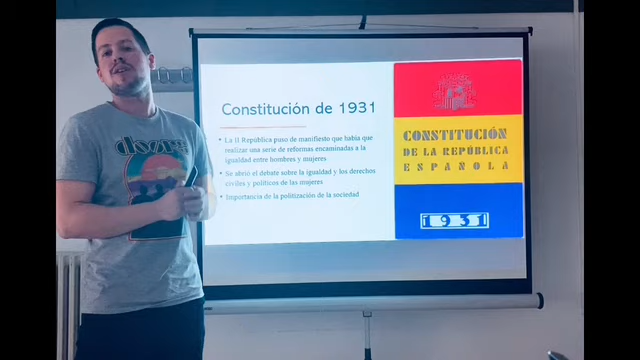 the doors
Constitución de 1931
• La II República puso de manifiesto que había que
realizar una serie de reformas encaminadas a la
igualdad entre hombres y mujeres
• Se abrió el debate sobre la igualdad y los derechos
civiles y políticos de las mujeres
• Importancia de la politización de la sociedad
CONSTITUCIÓN
DE LA REPÚBLICA
ESPAÑOLA
1931